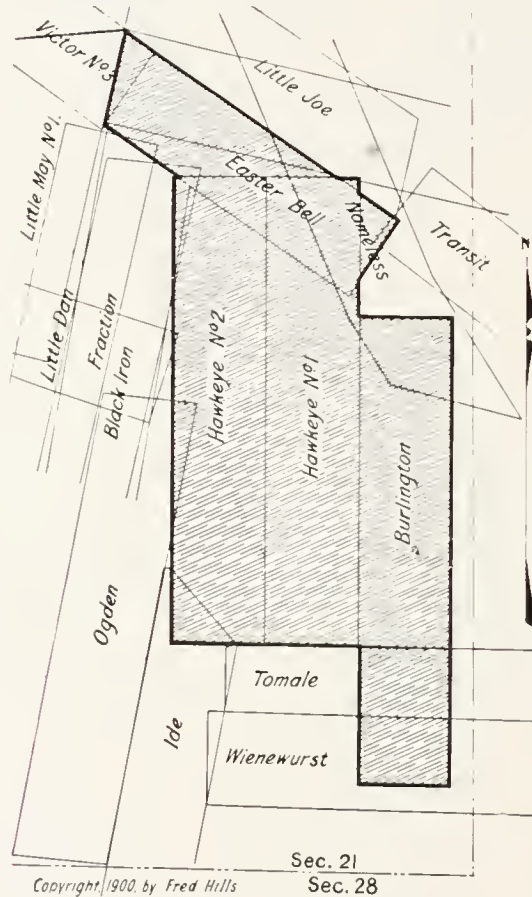 Victor Nº3
Little Joe
Little May Nº1.
Easter Bell
Nameless
Transit
Little Dan
Fraction
Black Iron
Hawkeye Nº2.
Hawkeye Nº1
Burlington
Ogden
Tomale
Ide
Wienewurst
Sec. 21
Copyright, 1900, by Fred Hills
Sec. 28